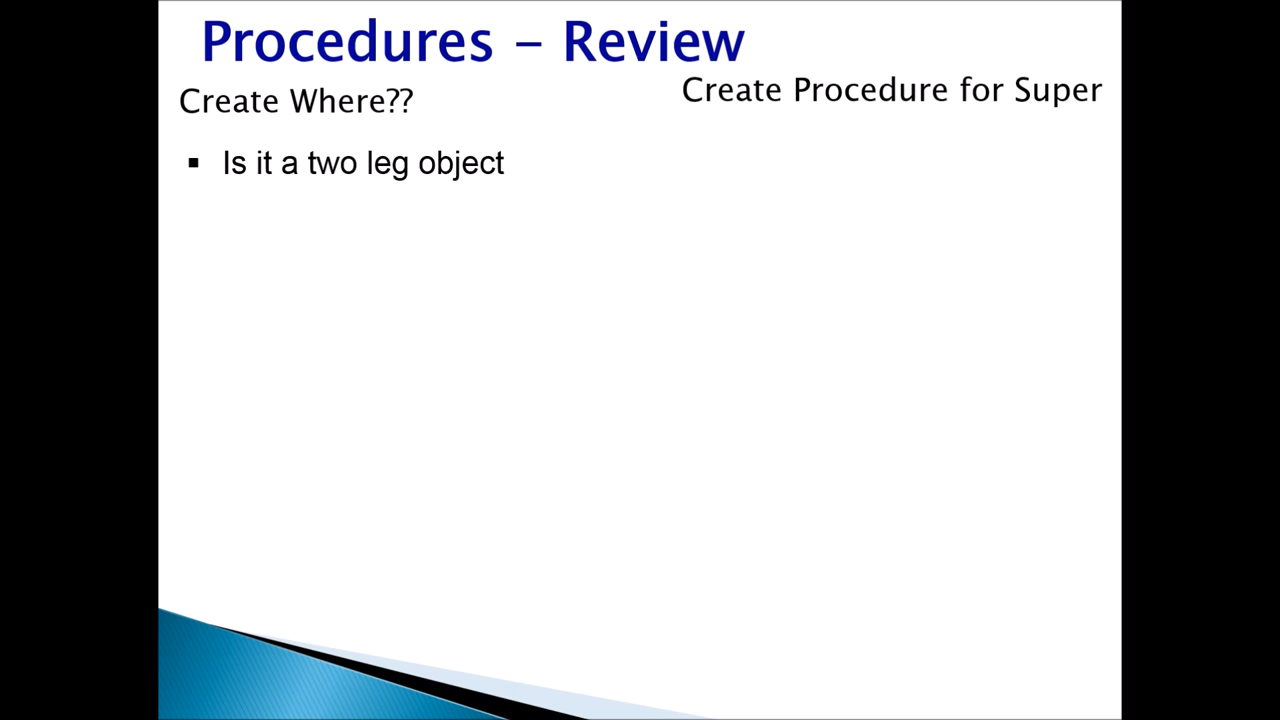 Procedures – Review
Create Where??
Create Procedure for Super
▪ Is it a two leg object